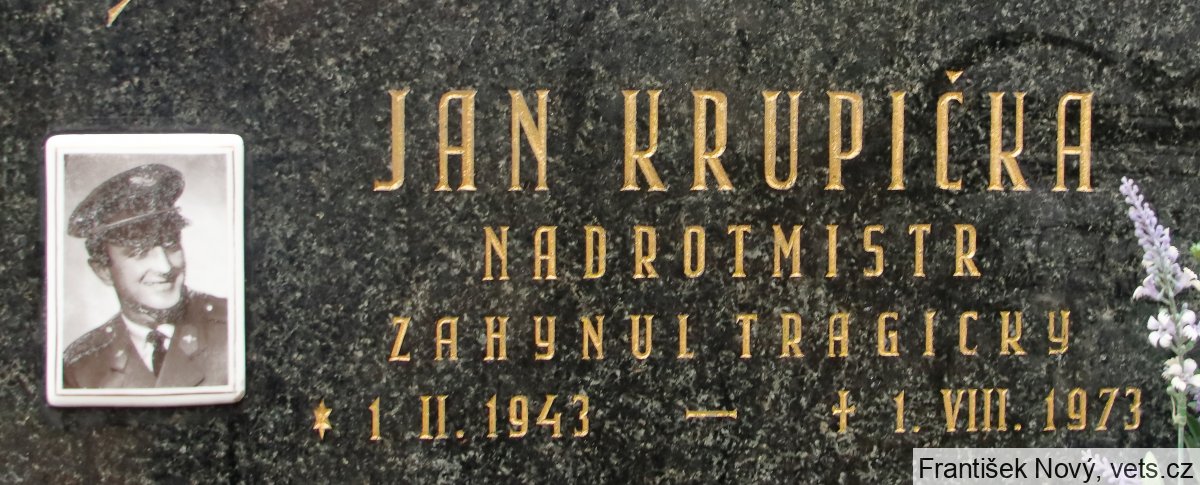 JAN KRUPIČKA
NADROTMISTR
ZAHYNUL TRAGICKY
* 1 II. 1943 — † 1. VIII. 1973
František Nový, vets.cz